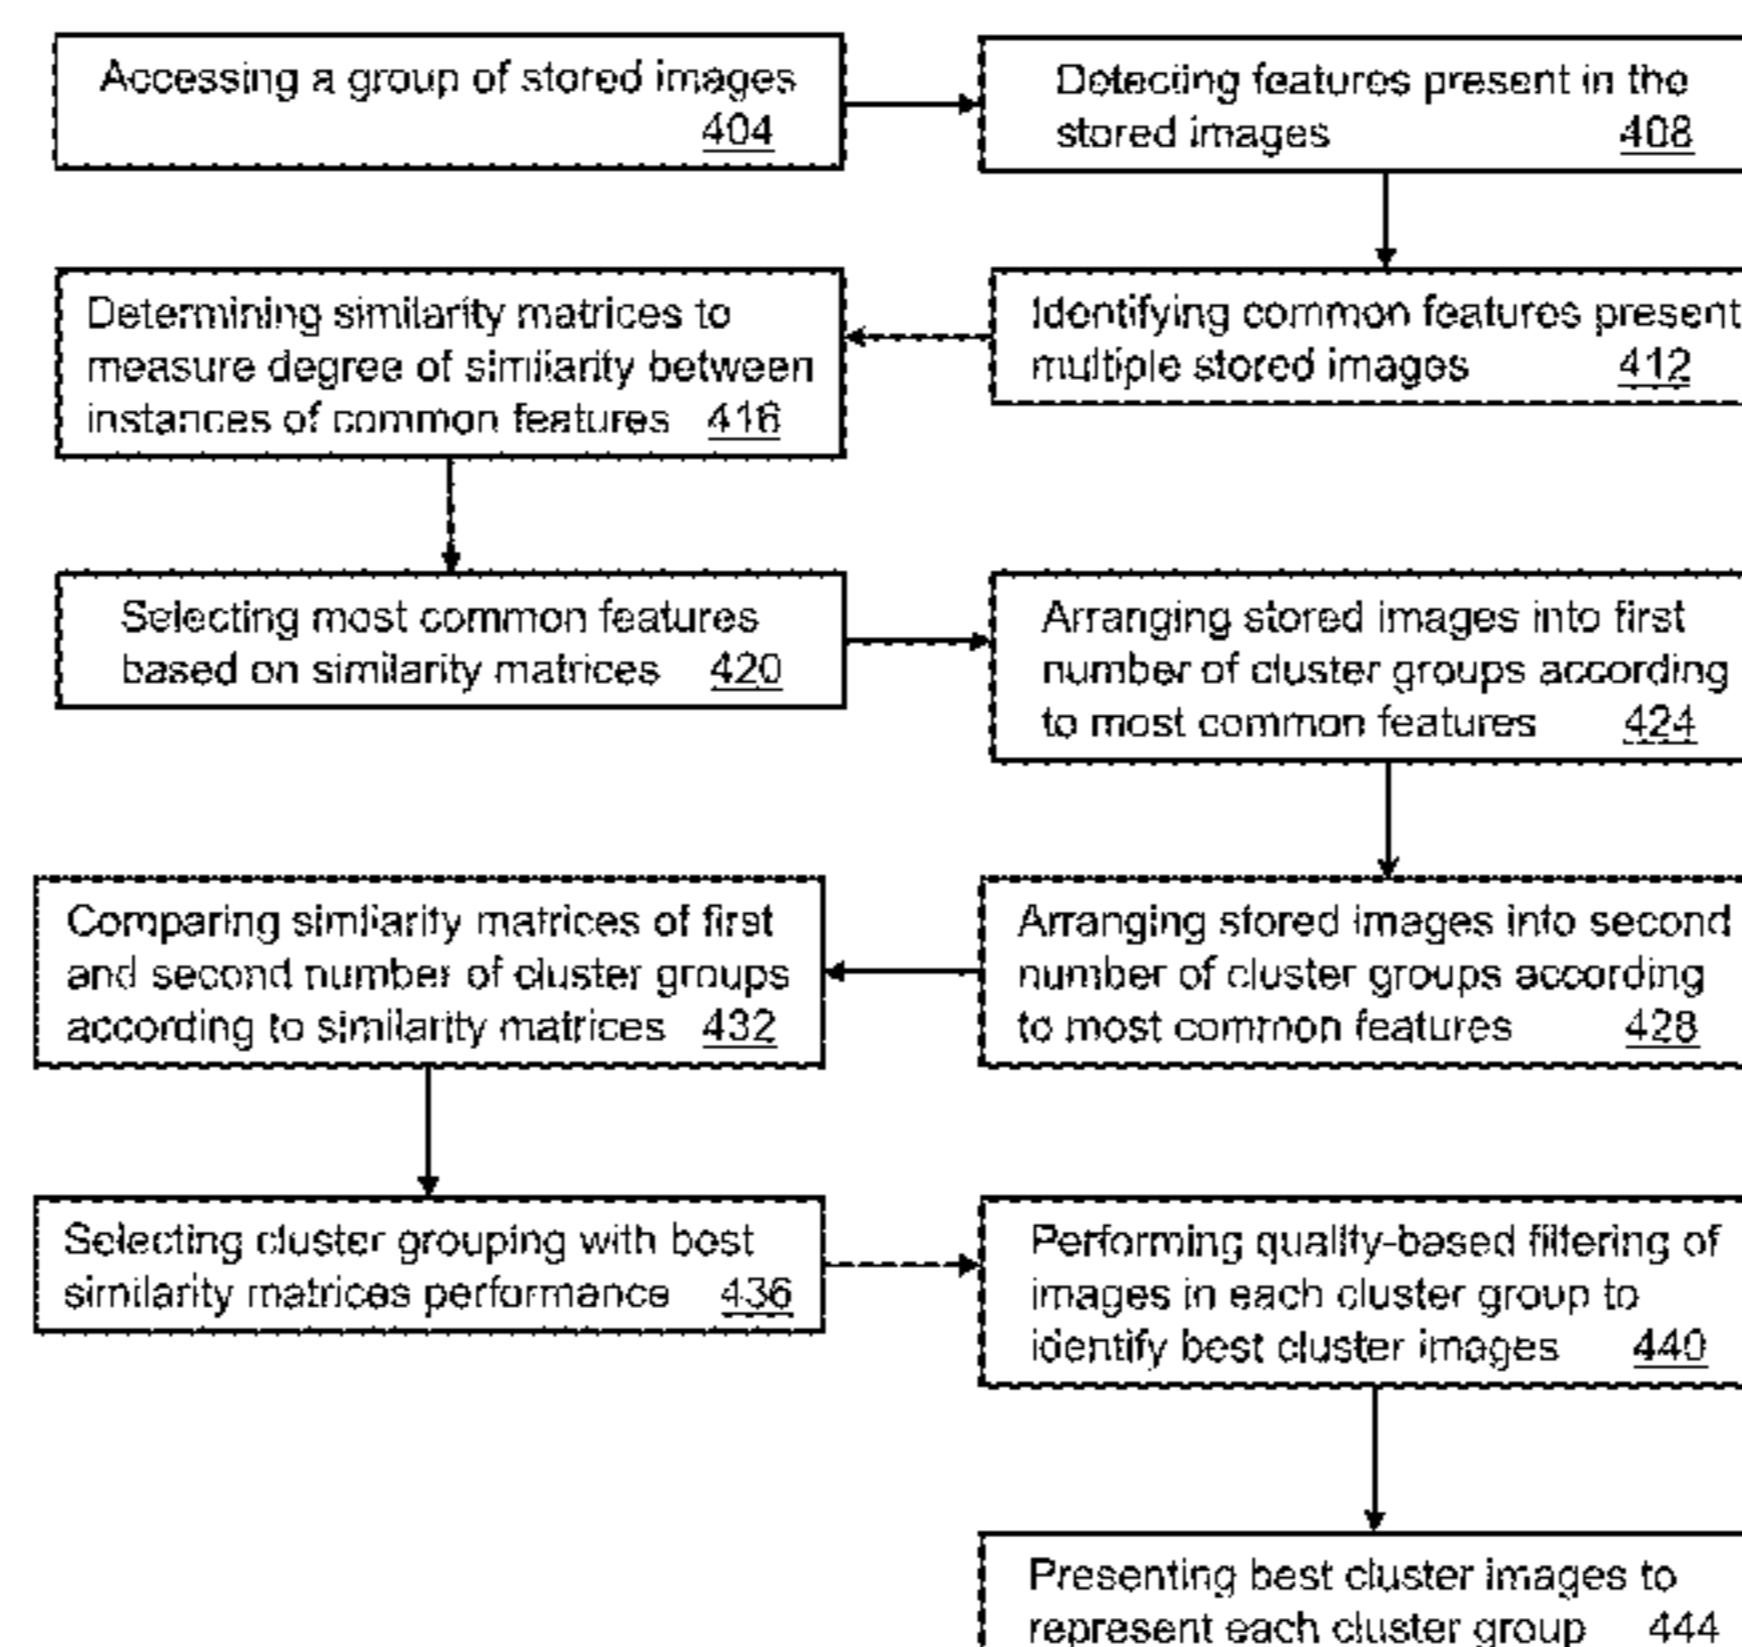 Accessing a group of stored images
404
Detecting features present in the
stored images 408
Identifying common features present
multiple stored images 412
Determining similarity matrices to
measure degree of similarity between
instances of common features 416
Selecting most common features
based on similarity matrices 420
Arranging stored images into first
number of cluster groups according
to most common features 424
Arranging stored images into second
number of cluster groups according
to most common features 428
Comparing similarity matrices of first
and second number of cluster groups
according to similarity matrices 432
Selecting cluster grouping with best
similarity matrices performance 436
Performing quality-based filtering of
images in each cluster group to
identify best cluster images 440
Presenting best cluster images to
represent each cluster group 444